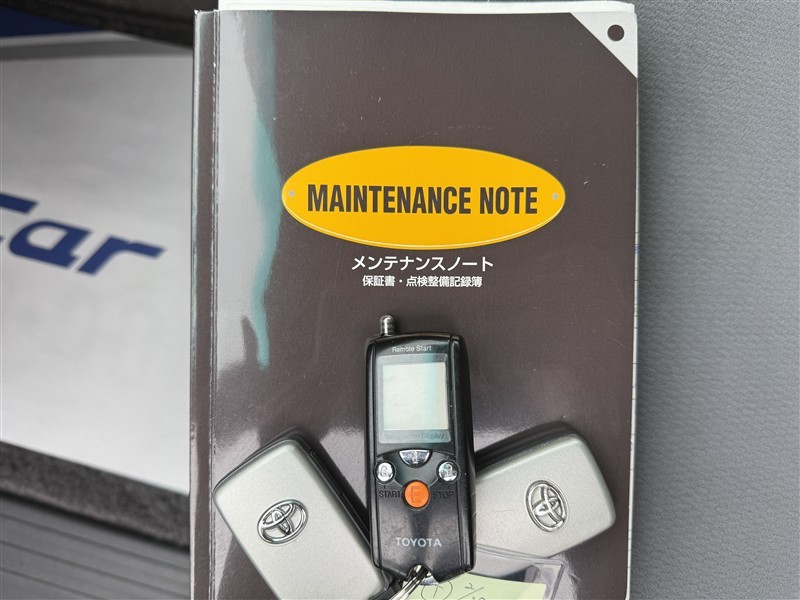 Car
MAINTENANCE NOTE
メンテナンスノート
保証書・点検整備記録簿
Remote Start
START
STOP
TOYOTA